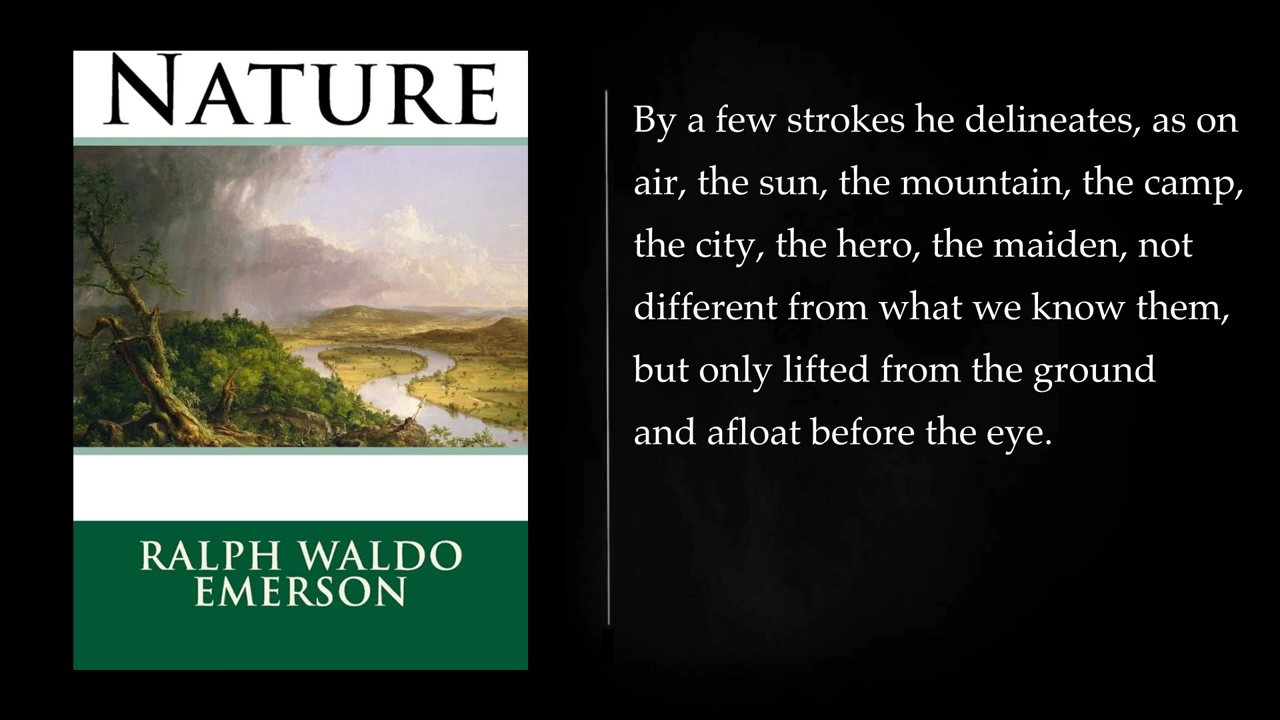 NATURE
RALPH WALDO
EMERSON
By a few strokes he delineates, as on
air, the sun, the mountain, the camp,
the city, the hero, the maiden, not
different from what we know them,
but only lifted from the ground
and afloat before the eye.